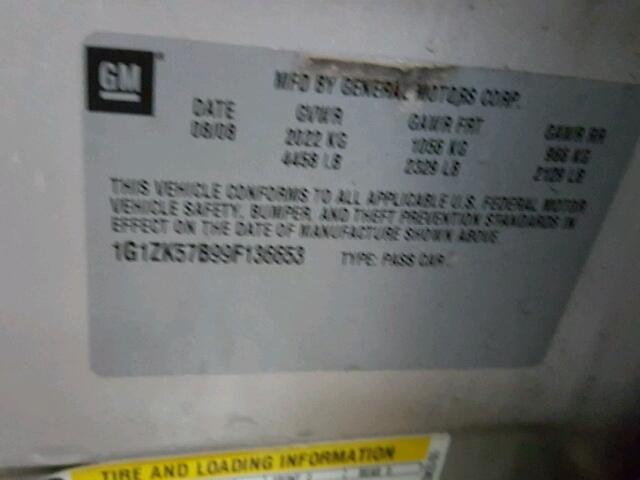 GM
MFD BY GENERAL MOTORS CORP.
DATE GVWR GAWR FRT GAWR RR
08/08 2022 KG 1056 KG 966 KG
4458 LB 2329 LB 2129 LB
THIS VEHICLE CONFORMS TO ALL APPLICABLE U.S. FEDERAL MOTOR
VEHICLE SAFETY, BUMPER, AND THEFT PREVENTION STANDARDS IN
EFFECT ON THE DATE OF MANUFACTURE SHOWN ABOVE.
1G1ZK57B99F136653 TYPE: PASS CAR
TIRE AND LOADING INFORMATION